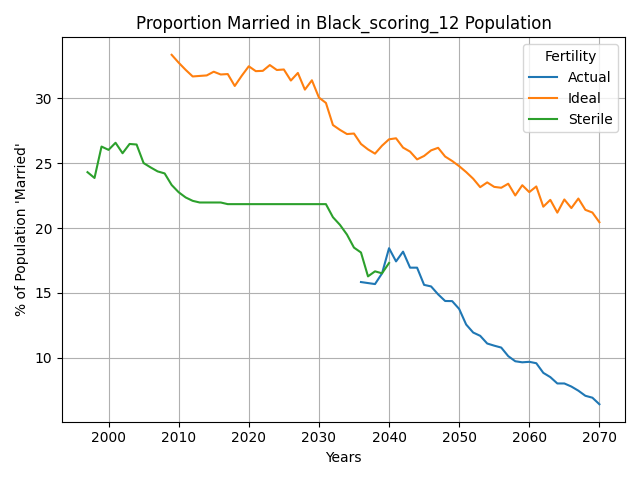 Proportion Married in Black_scoring_12 Population
% of Population 'Married'
30
25
20
15
10
Fertility
Actual
Ideal
Sterile
2000 2010 2020 2030 2040 2050 2060 2070
Years